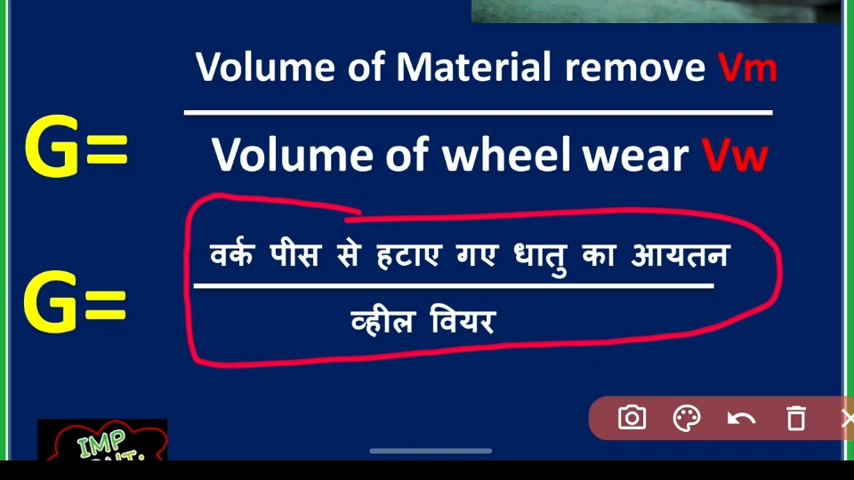 Volume of Material remove Vm
G=
Volume of wheel wear Vw
वर्क पीस से हटाए गए धातु का आयतन
G=
व्हील वियर
IMP